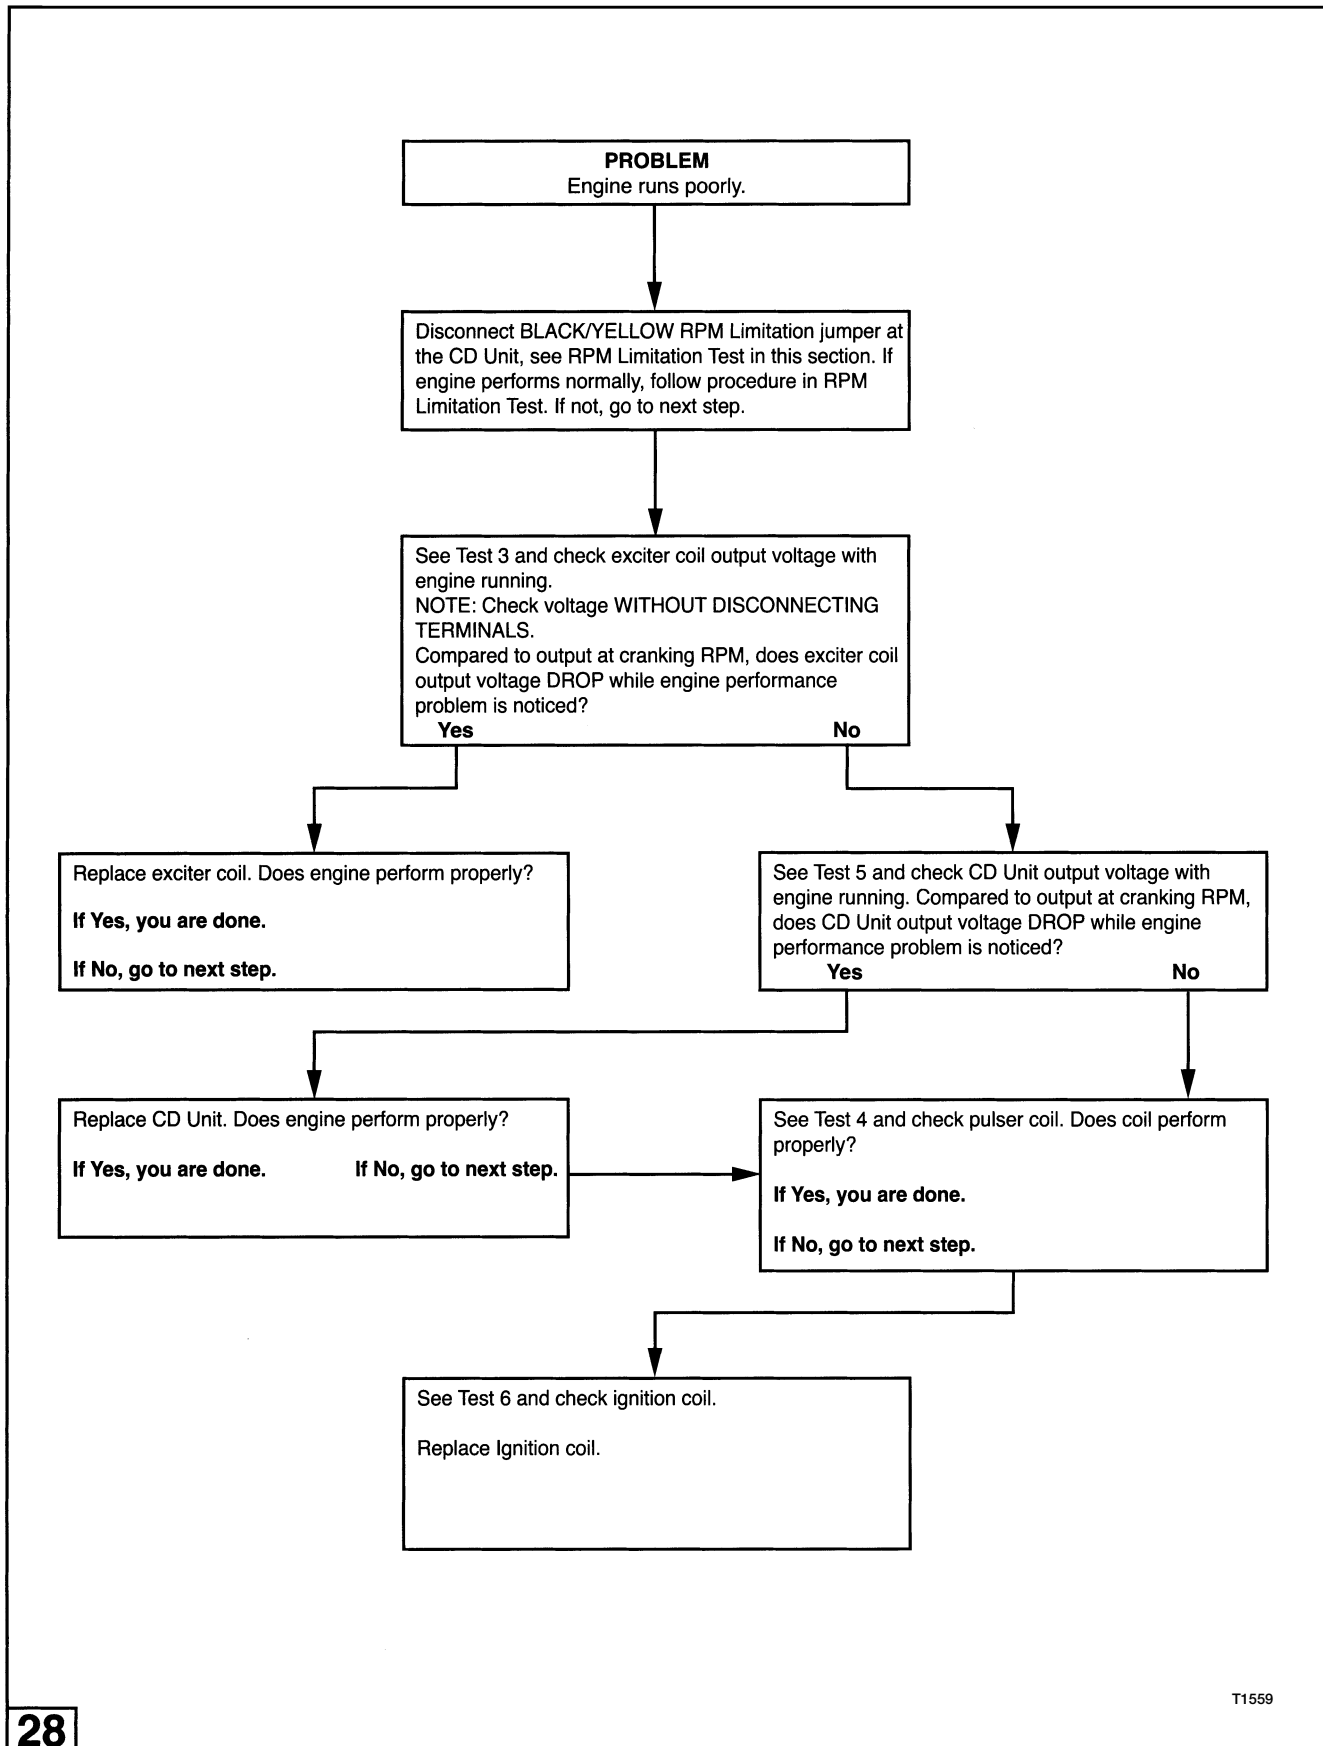 PROBLEM
Engine runs poorly.
Disconnect BLACK/YELLOW RPM Limitation jumper at
the CD Unit, see RPM Limitation Test in this section. If
engine performs normally, follow procedure in RPM
Limitation Test. If not, go to next step.
See Test 3 and check exciter coil output voltage with
engine running.
NOTE: Check voltage WITHOUT DISCONNECTING
TERMINALS.
Compared to output at cranking RPM, does exciter coil
output voltage DROP while engine performance
problem is noticed?
Yes No
Replace exciter coil. Does engine perform properly?
If Yes, you are done.
If No, go to next step.
See Test 5 and check CD Unit output voltage with
engine running. Compared to output at cranking RPM,
does CD Unit output voltage DROP while engine
performance problem is noticed?
Yes No
Replace CD Unit. Does engine perform properly?
If Yes, you are done. If No, go to next step.
See Test 4 and check pulser coil. Does coil perform
properly?
If Yes, you are done.
If No, go to next step.
See Test 6 and check ignition coil.
Replace Ignition coil.
T1559
28